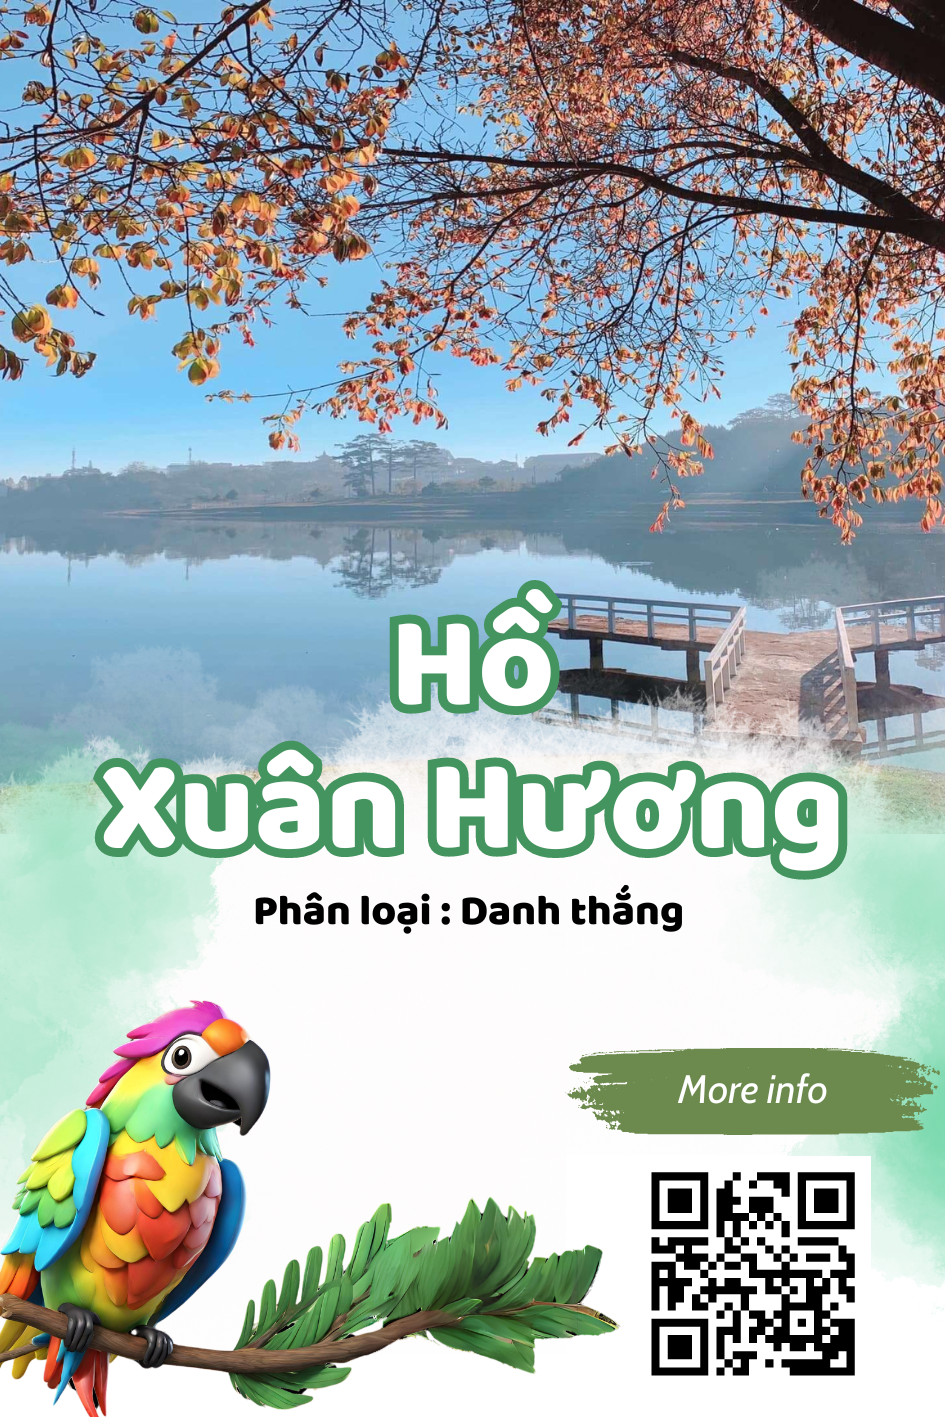 Hồ
Xuân Hương
Phân loại : Danh thắng
More info